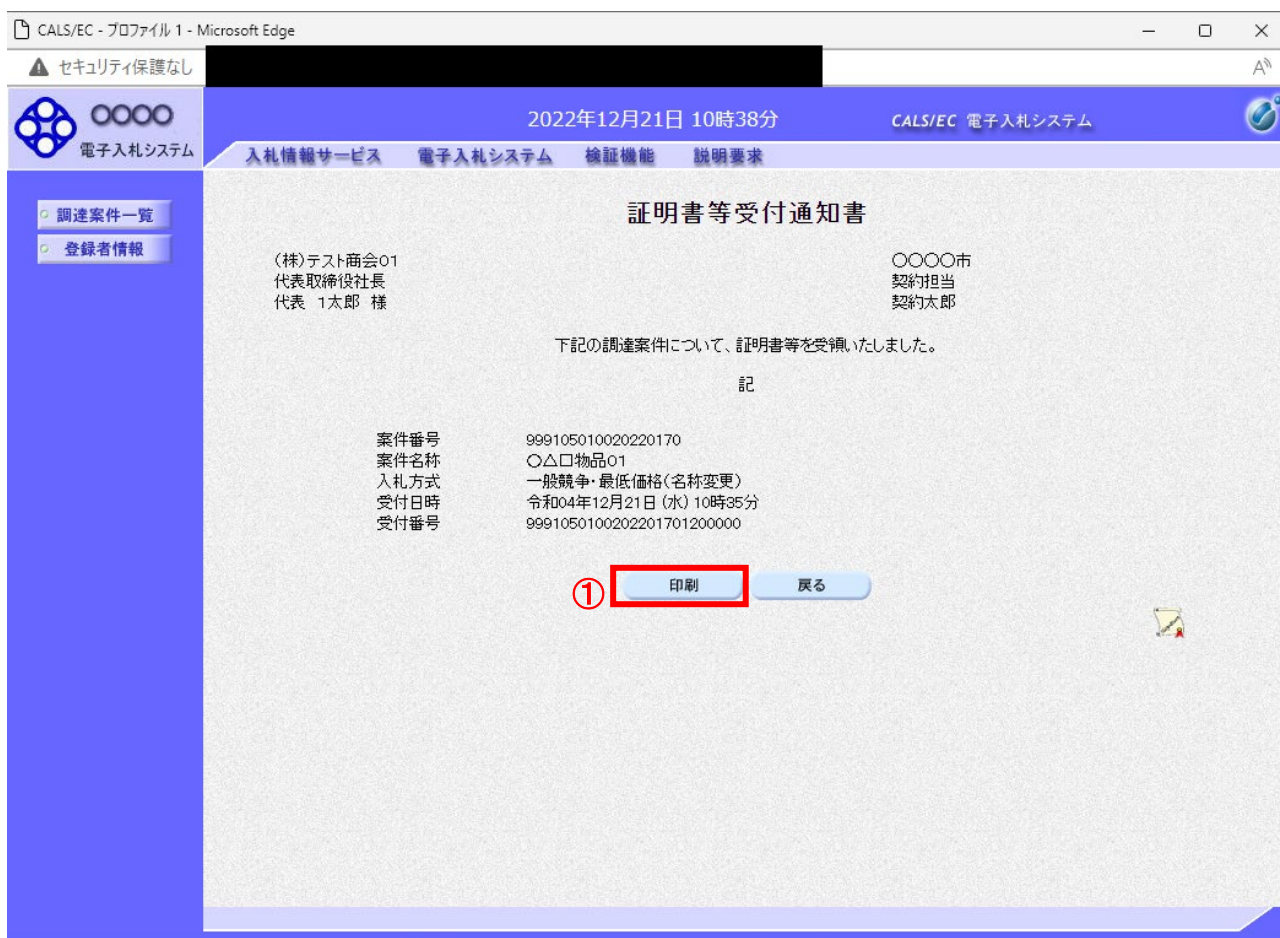 CALS/EC - プロファイル 1 - Microsoft Edge
セキュリティ保護なし
A
〇〇〇〇
電子入札システム
2022年12月21日 10時38分
CALS/EC 電子入札システム
入札情報サービス 電子入札システム 検証機能 説明要求
調達案件一覧
登録者情報
証明書等受付通知書
(株)テスト商会01
代表取締役社長
代表 1太郎 様
〇〇〇〇市
契約担当
契約太郎
下記の調達案件について、証明書等を受領いたしました。
記
案件番号 999105010020220170
案件名称 〇△口物品01
入札方式 一般競争・最低価格(名称変更)
受付日時 令和04年12月21日(水)10時35分
受付番号 9991050100202201701200000
① 印刷 戻る